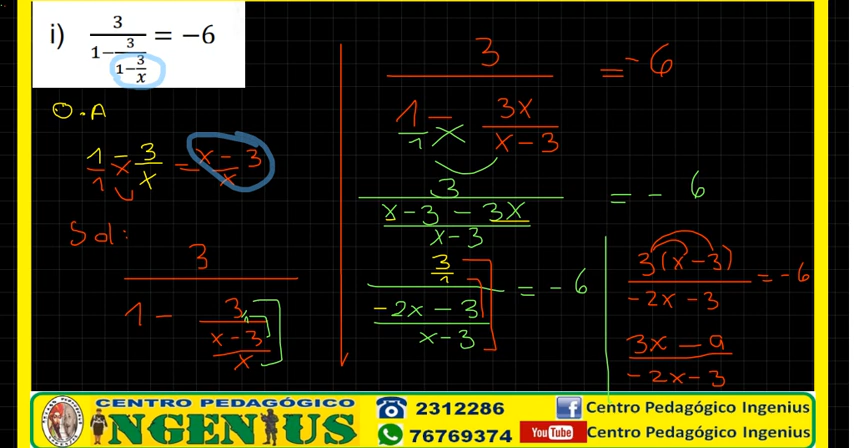 i) 3/(1−3/(1−3/x)) = −6
O.A
1/1 − 3/x = (x − 3)/x
Sol:
3/(1 − 3/((x − 3)/x))
3/(1/1 − 3x/(x − 3)) = −6
3/((x − 3 − 3x)/(x − 3)) = − 6
(3/1)/((−2x − 3)/(x − 3)) = − 6
3(x − 3)/(−2x − 3) = −6
(3x − 9)/(−2x − 3)
CENTRO PEDAGÓGICO
INGENIUS
2312286
76769374
f Centro Pedagógico Ingenius
YouTube Centro Pedagógico Ingenius